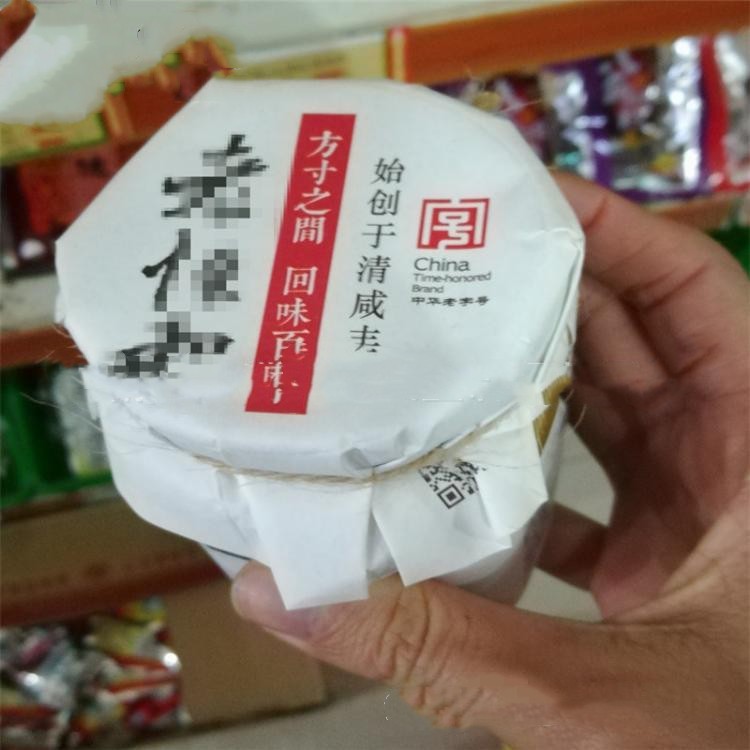 方寸之間 回味百
始创于清咸
China
Time-honored
Brand
中华老字号